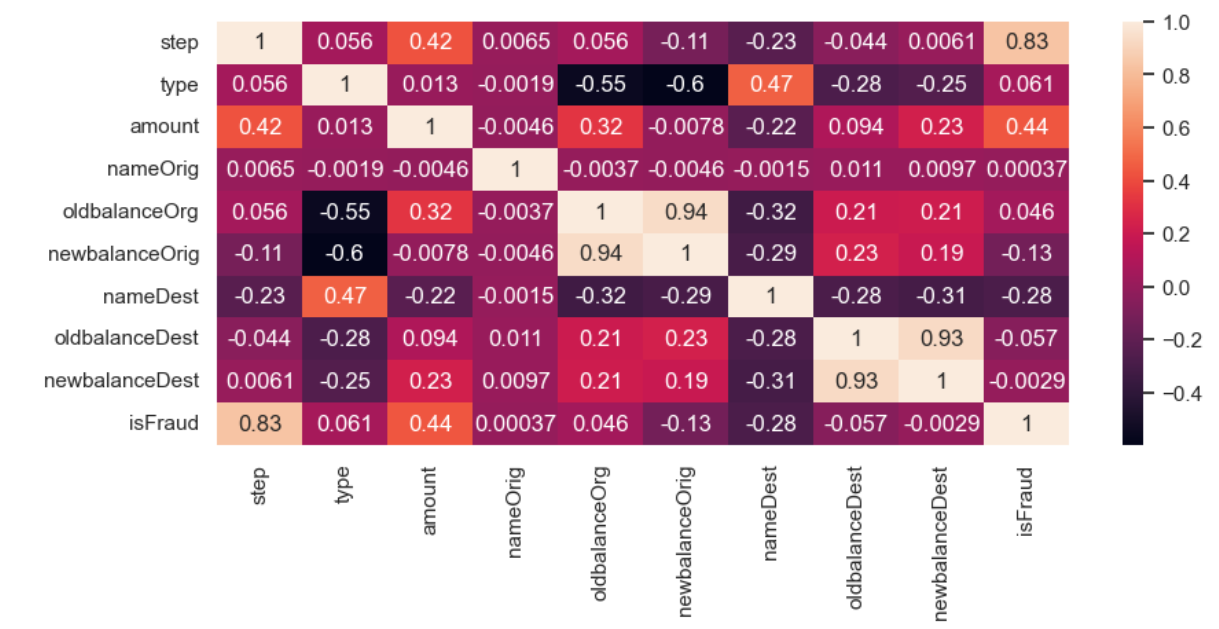 step 1 0.056 0.42 0.0065 0.056 -0.11 -0.23 -0.044 0.0061 0.83
type 0.056 1 0.013 -0.0019 -0.55 -0.6 0.47 -0.28 -0.25 0.061
amount 0.42 0.013 1 -0.0046 0.32 -0.0078 -0.22 0.094 0.23 0.44
nameOrig 0.0065 -0.0019 -0.0046 1 -0.0037 -0.0046 -0.0015 0.011 0.0097 0.00037
oldbalanceOrg 0.056 -0.55 0.32 -0.0037 1 0.94 -0.32 0.21 0.21 0.046
newbalanceOrig -0.11 -0.6 -0.0078 -0.0046 0.94 1 -0.29 0.23 0.19 -0.13
nameDest -0.23 0.47 -0.22 -0.0015 -0.32 -0.29 1 -0.28 -0.31 -0.28
oldbalanceDest -0.044 -0.28 0.094 0.011 0.21 0.23 -0.28 1 0.93 -0.057
newbalanceDest 0.0061 -0.25 0.23 0.0097 0.21 0.19 -0.31 0.93 1 -0.0029
isFraud 0.83 0.061 0.44 0.00037 0.046 -0.13 -0.28 -0.057 -0.0029 1
step type amount nameOrig oldbalanceOrg newbalanceOrig nameDest oldbalanceDest newbalanceDest isFraud
1.0
0.8
0.6
0.4
0.2
0.0
−0.2
−0.4